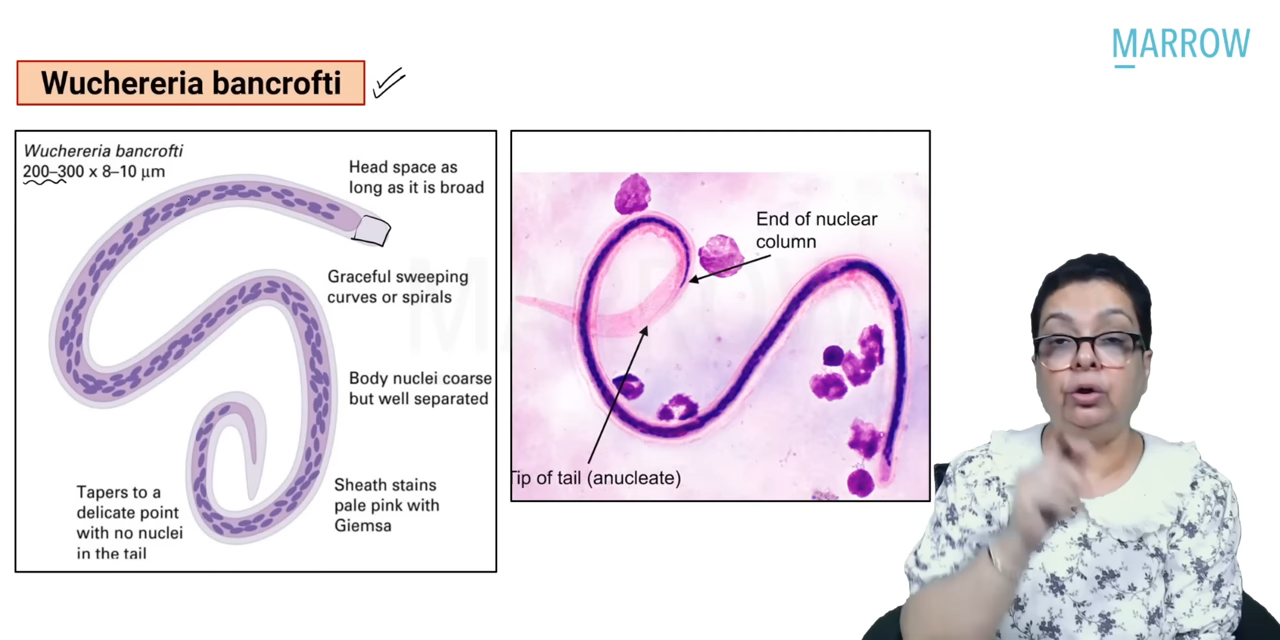 MARROW
Wuchereria bancrofti
Wuchereria bancrofti
200–300 x 8–10 μm
Head space as
long as it is broad
Graceful sweeping
curves or spirals
Body nuclei coarse
but well separated
Sheath stains
pale pink with
Giemsa
Tapers to a
delicate point
with no nuclei
in the tail
End of nuclear
column
Tip of tail (anucleate)
MARROW